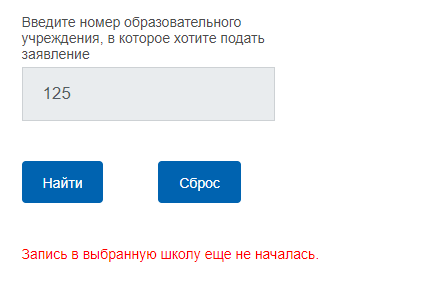 Введите номер образовательного
учреждения, в которое хотите подать
заявление
125
Найти
Сброс
Запись в выбранную школу еще не началась.